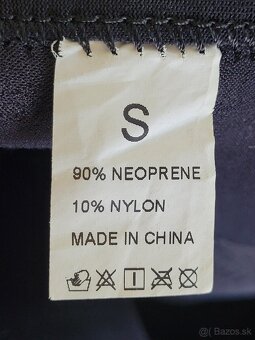 S
90% NEOPRENE
10% NYLON
MADE IN CHINA
@( Bazos.sk